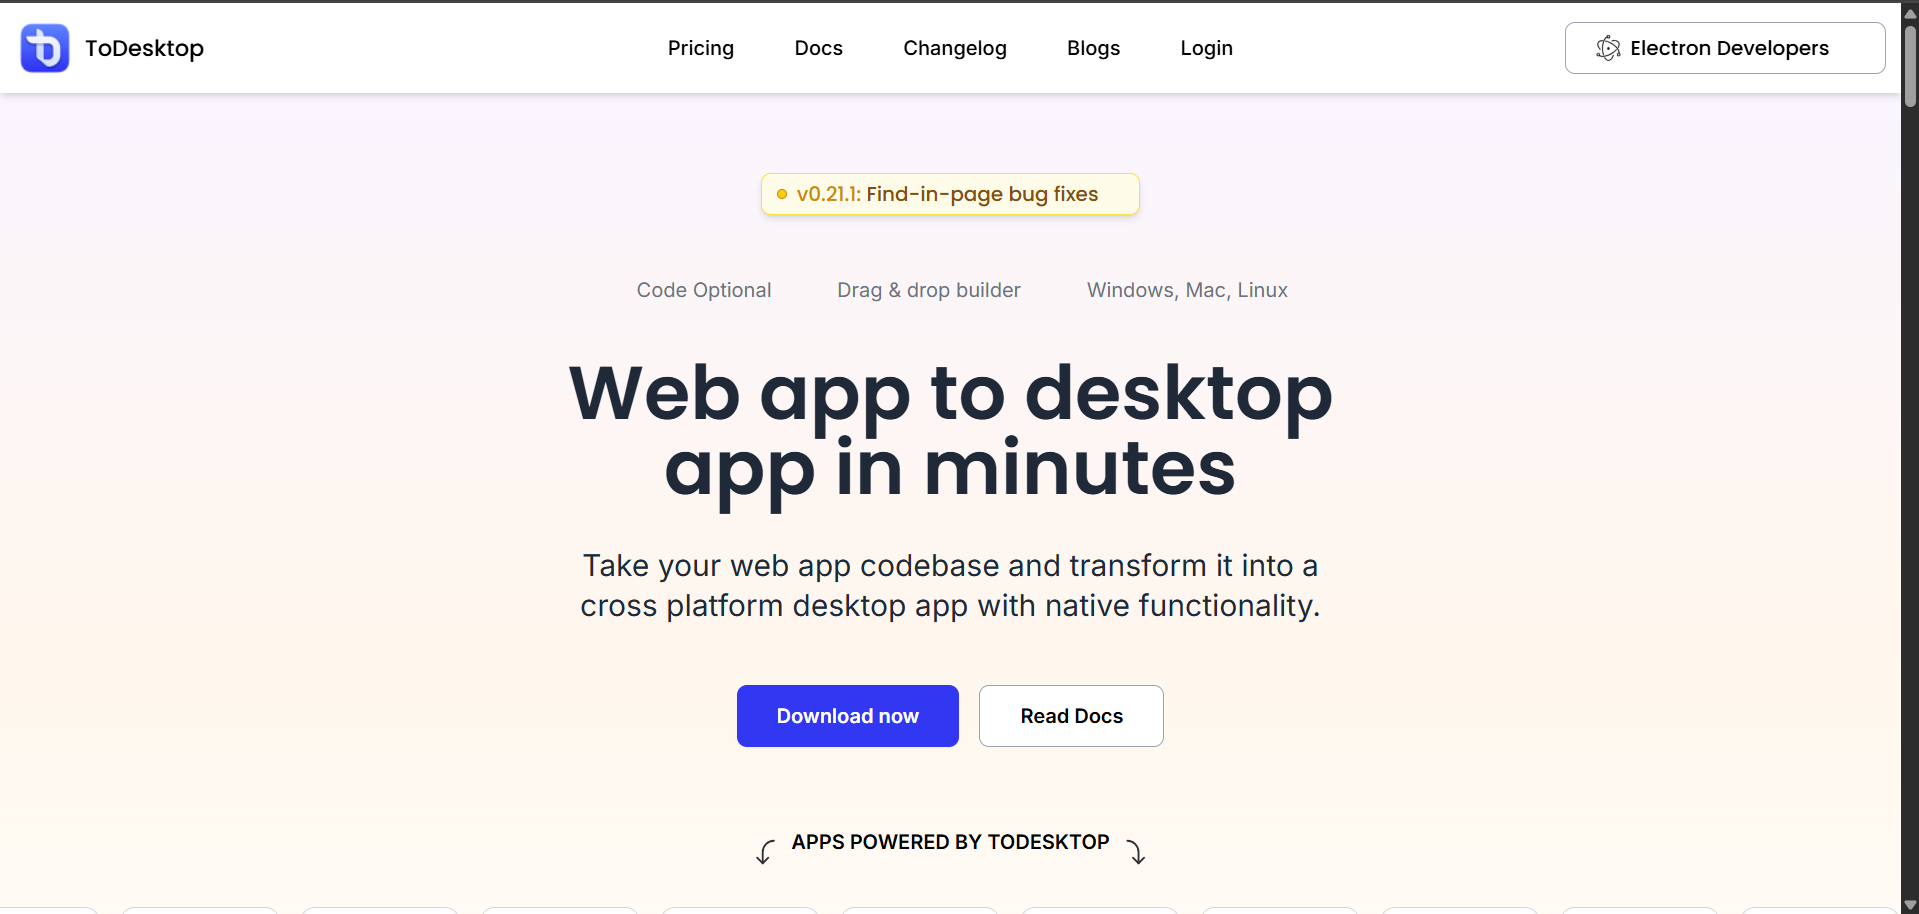 ToDesktop
Pricing
Docs
Changelog
Blogs
Login
Electron Developers
v0.21.1: Find-in-page bug fixes
Code Optional
Drag & drop builder
Windows, Mac, Linux
Web app to desktop
app in minutes
Take your web app codebase and transform it into a
cross platform desktop app with native functionality.
Download now
Read Docs
APPS POWERED BY TODESKTOP